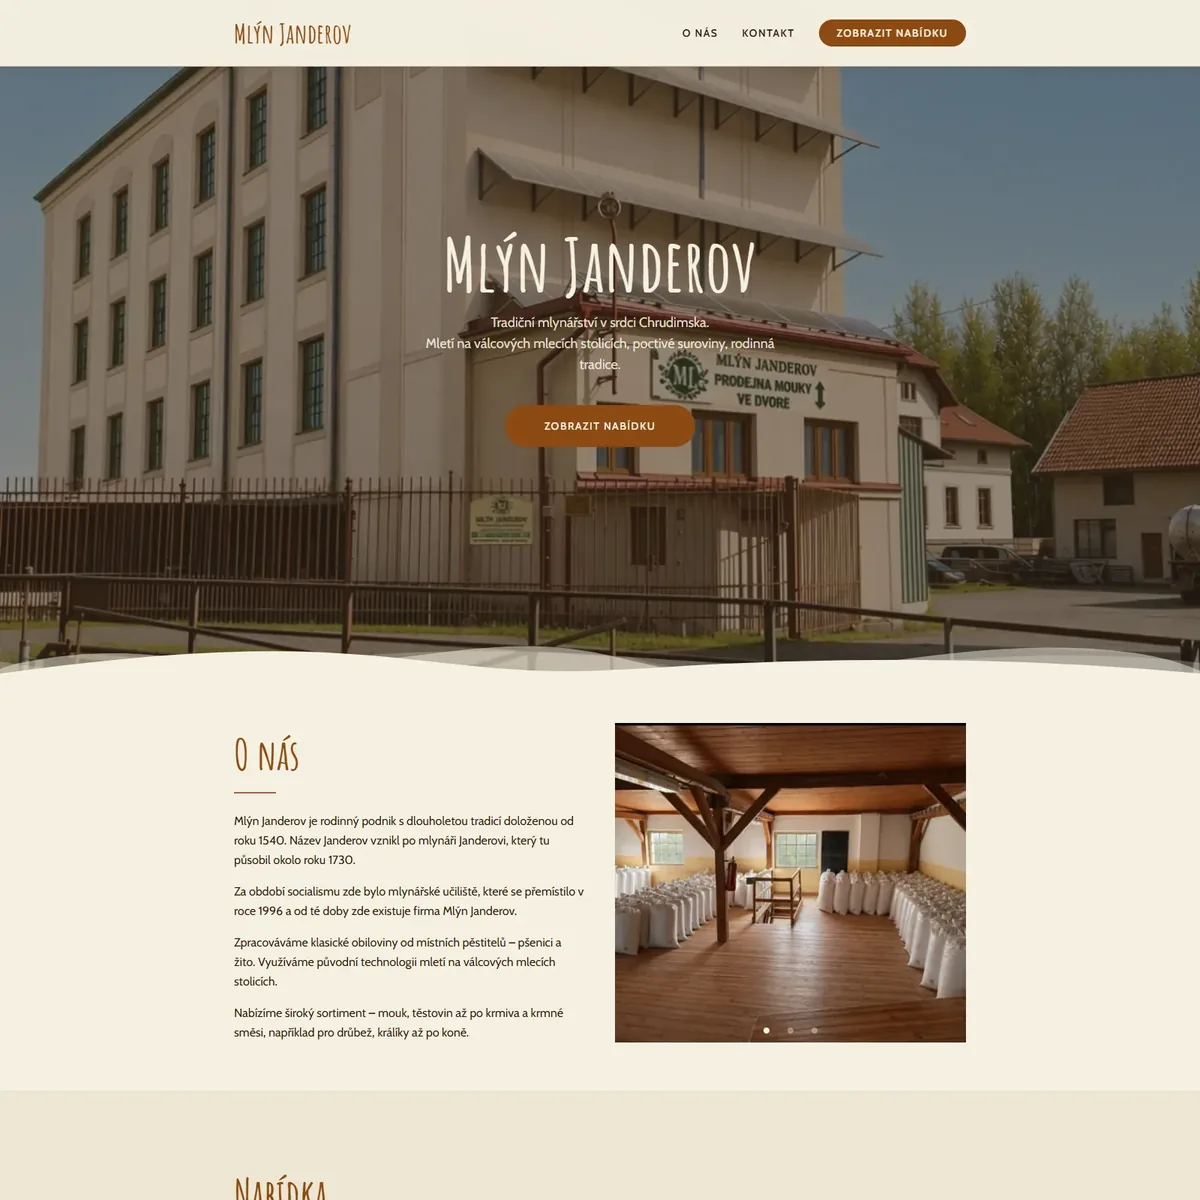 Mlýn Janderov
O NÁS
KONTAKT
ZOBRAZIT NABÍDKU
Mlýn Janderov
Tradiční mlynářství v srdci Chrudimska.
Mletí na válcových mlecích stolicích, poctivé suroviny, rodinná
tradice.
MLÝN JANDEROV
PRODEJNA MOUKY
VE DVOŘE
ZOBRAZIT NABÍDKU
MLÝN JANDEROV
O nás
Mlýn Janderov je rodinný podnik s dlouholetou tradicí doloženou od
roku 1540. Název Janderov vznikl po mlynáři Janderovi, který tu
působil okolo roku 1730.
Za období socialismu zde bylo mlynářské učiliště, které se přemístilo v
roce 1996 a od té doby zde existuje firma Mlýn Janderov.
Zpracováváme klasické obiloviny od místních pěstitelů – pšenici a
žito. Využíváme původní technologii mletí na válcových mlecích
stolicích.
Nabízíme široký sortiment – mouk, těstovin až po krmiva a krmné
směsi, například pro drůbež, králíky až po koně.
Nabídka